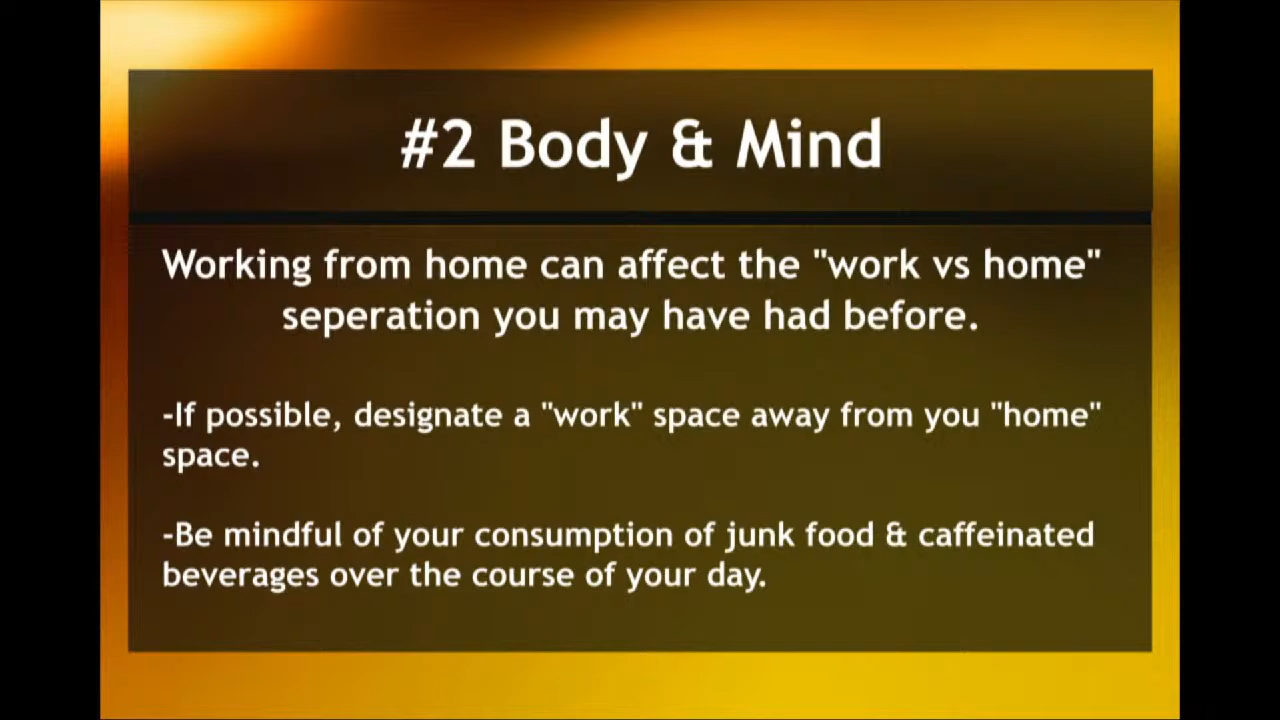 #2 Body & Mind
Working from home can affect the "work vs home"
seperation you may have had before.
-If possible, designate a "work" space away from you "home"
space.
-Be mindful of your consumption of junk food & caffeinated
beverages over the course of your day.